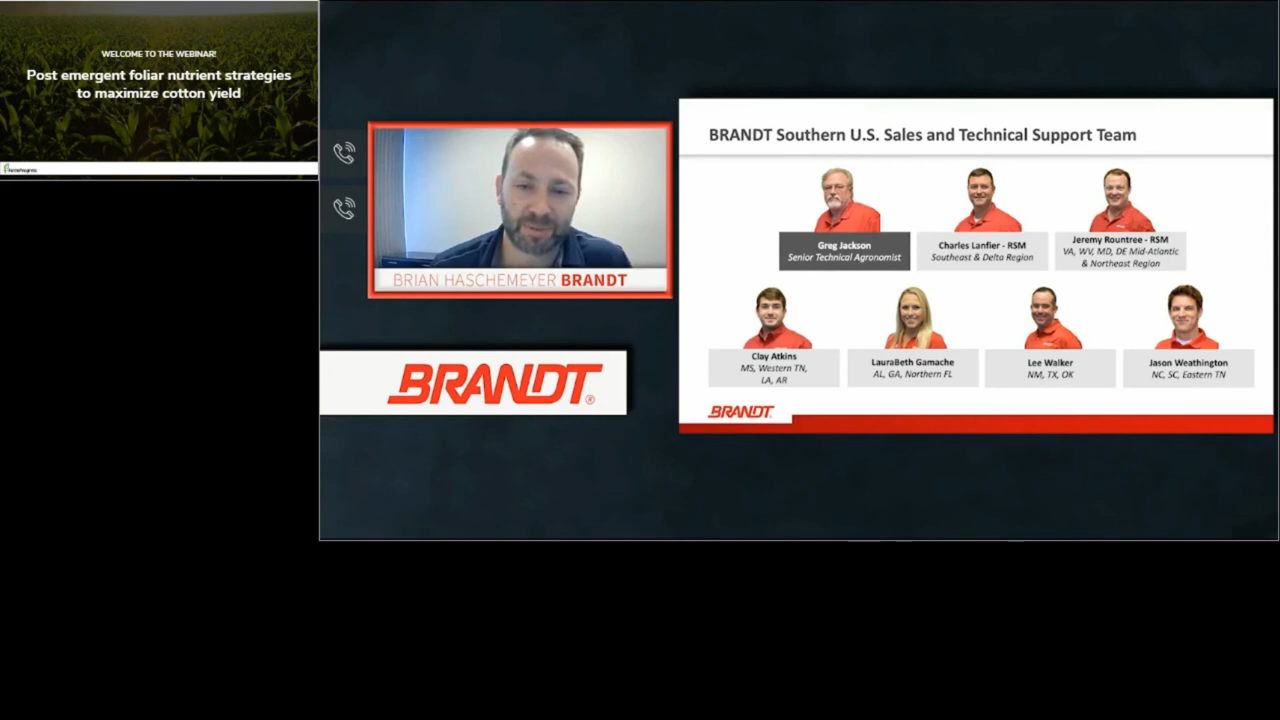 WELCOME TO THE WEBINAR!
Post emergent foliar nutrient strategies
to maximize cotton yield
BRIAN HASCHEMEYER BRANDT
BRANDT®
BRANDT Southern U.S. Sales and Technical Support Team
Greg Jackson
Senior Technical Agronomist
Charles Lanfier - RSM
Southeast & Delta Region
Jeremy Rountree - RSM
VA, WV, MD, DE Mid-Atlantic
& Northeast Region
Clay Atkins
MS, Western TN,
LA, AR
LauraBeth Gamache
AL, GA, Northern FL
Lee Walker
NM, TX, OK
Jason Weathington
NC, SC, Eastern TN
BRANDT